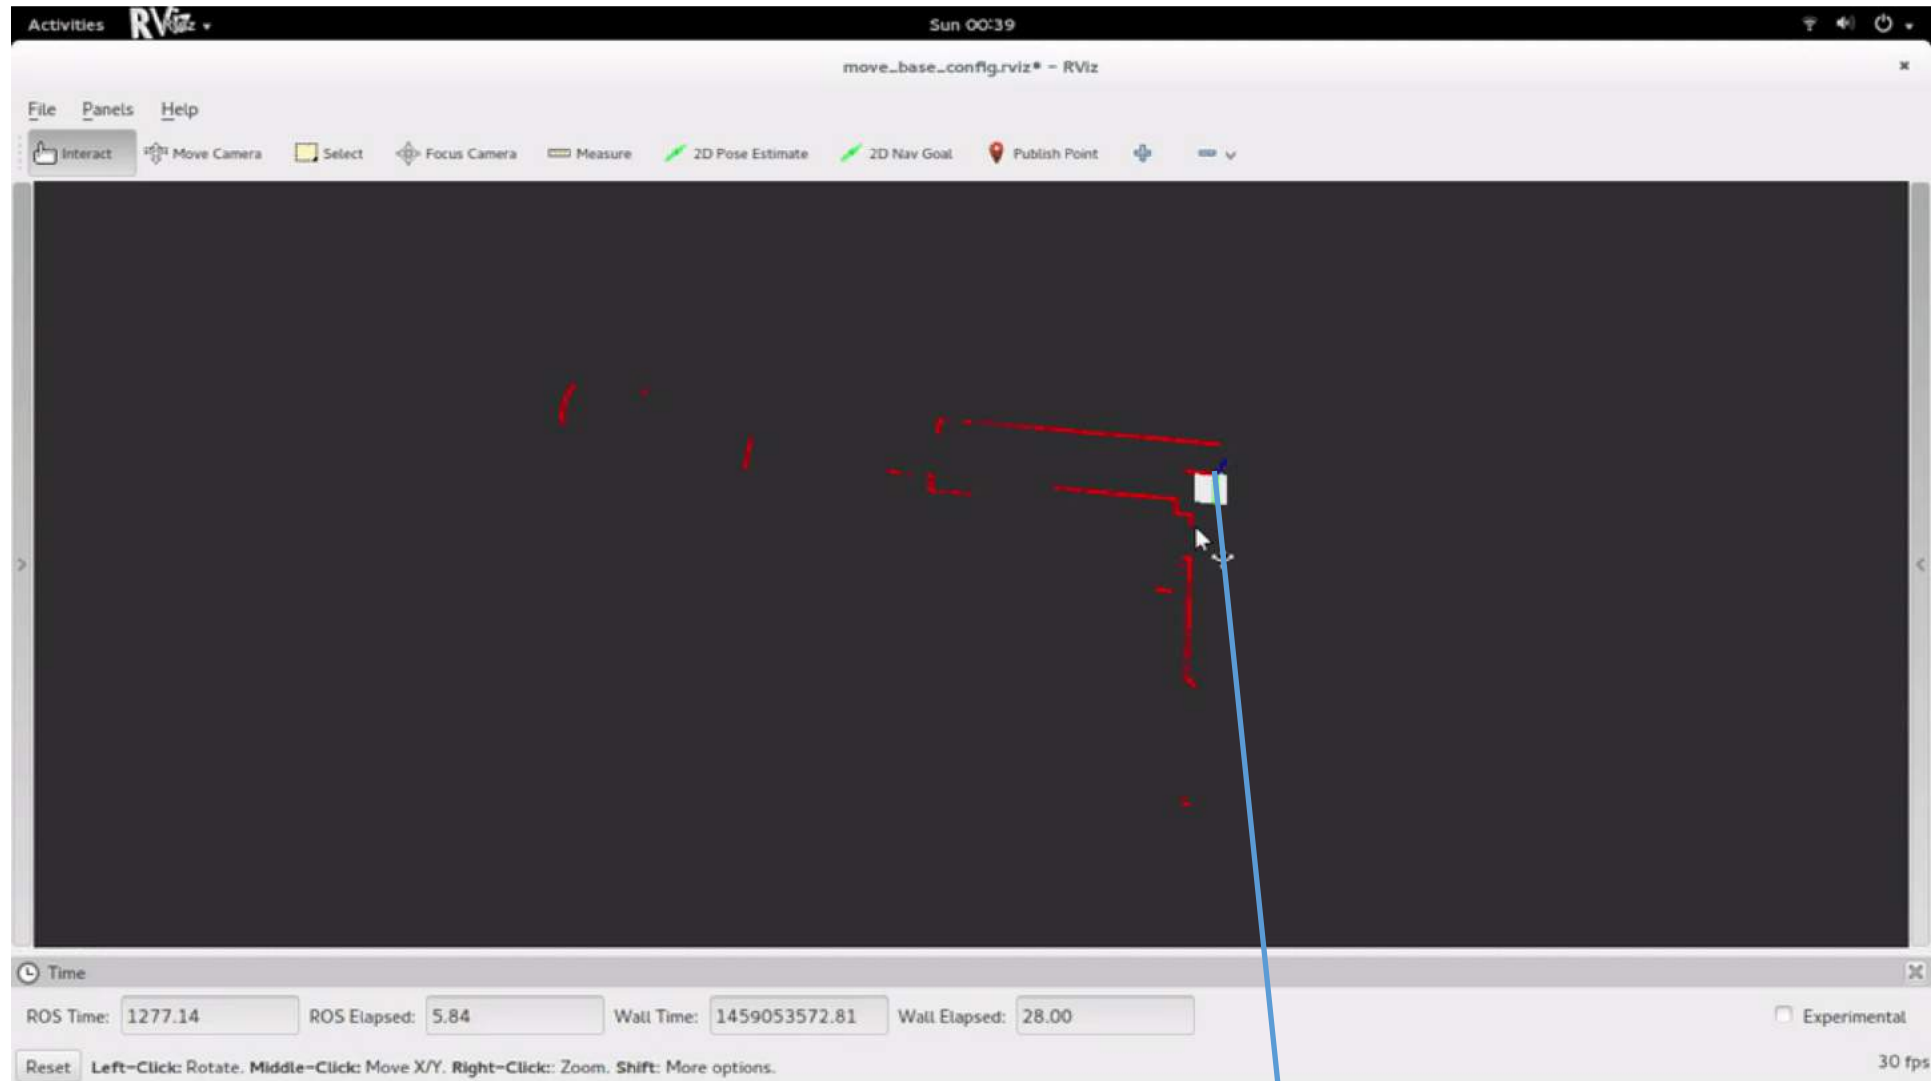 Activities RViz Sun 00:39
move_base_config.rviz* – RViz
File Panels Help
Interact Move Camera Select Focus Camera Measure 2D Pose Estimate 2D Nav Goal Publish Point
Time
ROS Time: 1277.14 ROS Elapsed: 5.84 Wall Time: 1459053572.81 Wall Elapsed: 28.00 Experimental
Reset Left-Click: Rotate. Middle-Click: Move X/Y. Right-Click:: Zoom. Shift: More options. 30 fps